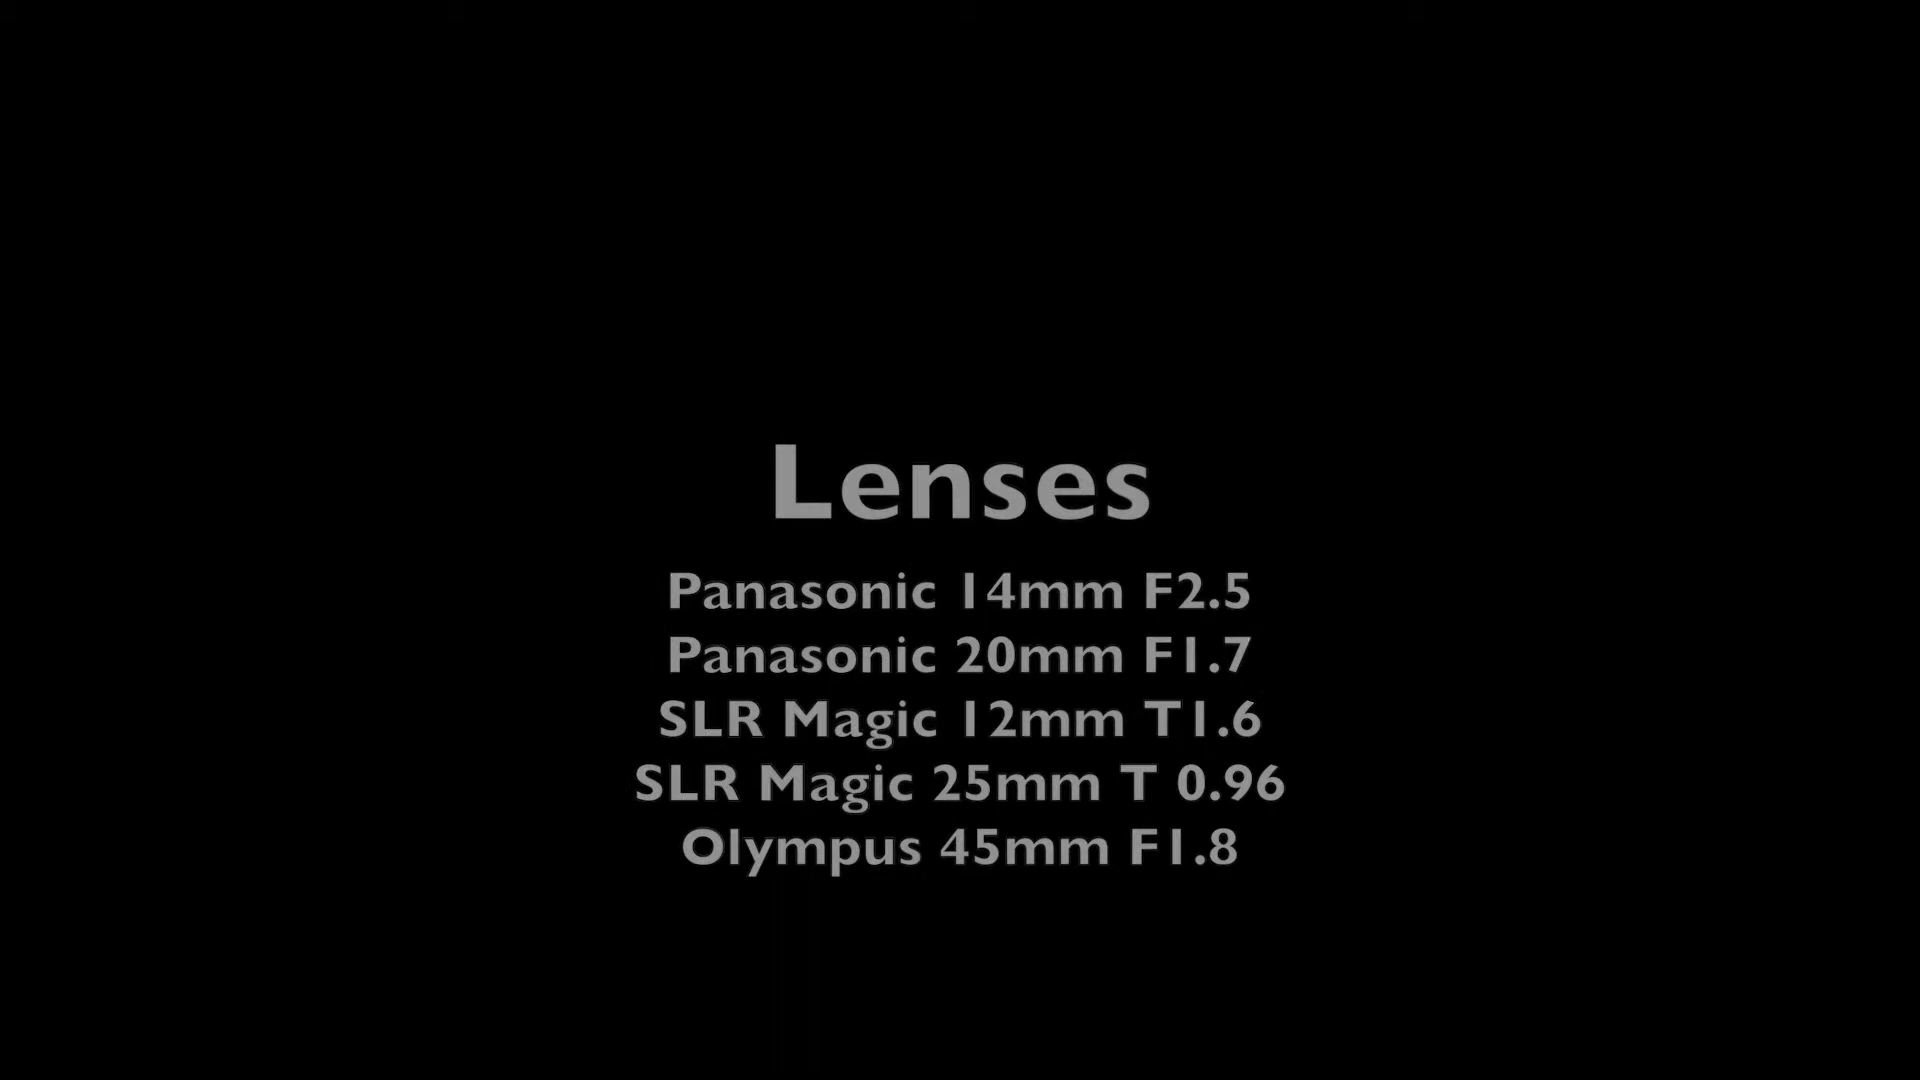 Lenses
Panasonic 14mm F2.5
Panasonic 20mm F1.7
SLR Magic 12mm T1.6
SLR Magic 25mm T 0.96
Olympus 45mm F1.8